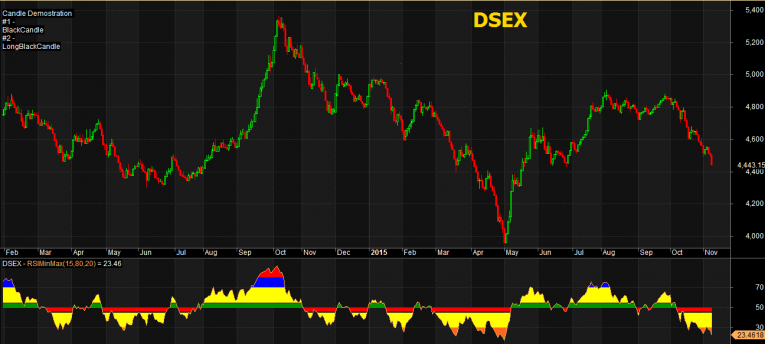 Candle Demostration
#1 -
BlackCandle
#2 -
LongBlackCandle
DSEX
5,400
5,200
5,000
4,800
4,600
4,443.15
4,200
4,000
Feb Mar Apr May Jun Jul Aug Sep Oct Nov Dec 2015 Feb Mar Apr May Jun Jul Aug Sep Oct Nov
DSEX - RSIMinMax(15,80,20) = 23.46
70
50
30
23.4618